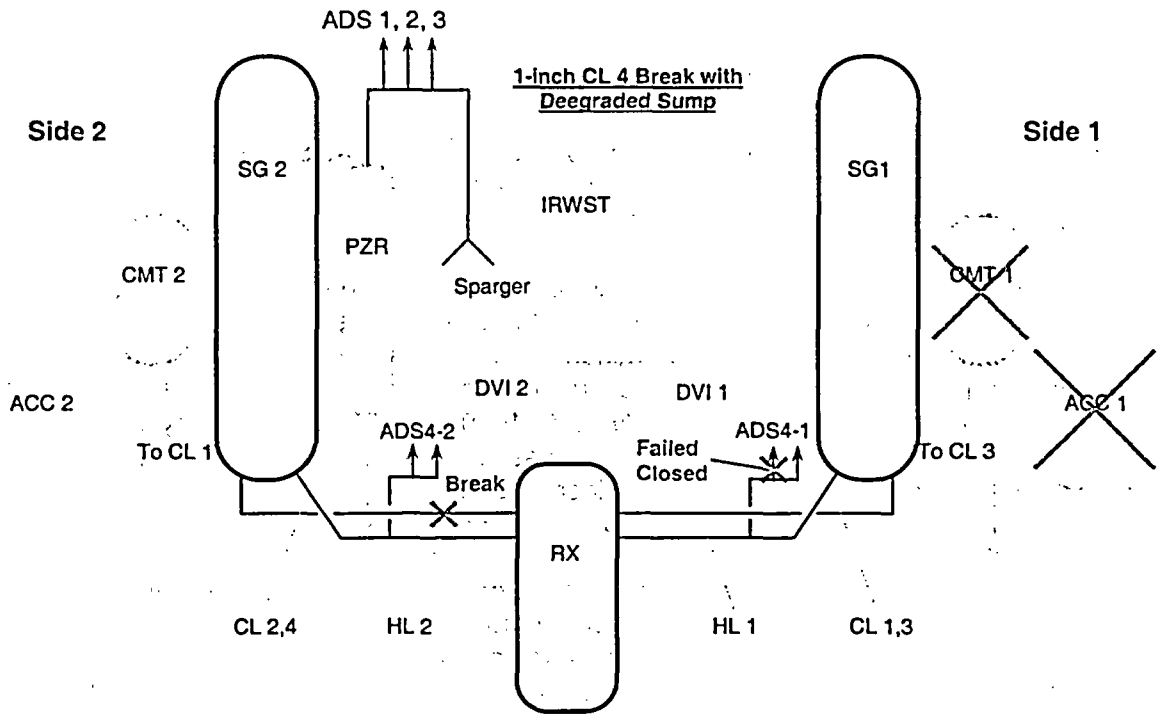 ADS 1, 2, 3
1-inch CL 4 Break with
Deegraded Sump
Side 2
Side 1
SG 2
SG1
IRWST
PZR
CMT 2
CMT 1
Sparger
DVI 2
DVI 1
ACC 2
ACC 1
ADS4-2
ADS4-1
To CL 1
Failed
Closed
To CL 3
Break
RX
CL 2,4
HL 2
HL 1
CL 1,3